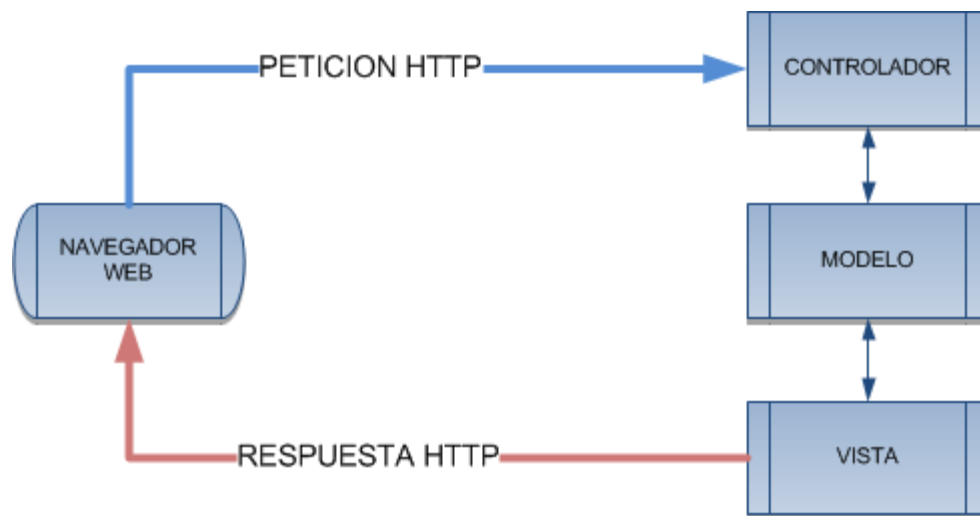 PETICION HTTP
CONTROLADOR
NAVEGADOR
WEB
MODELO
RESPUESTA HTTP
VISTA